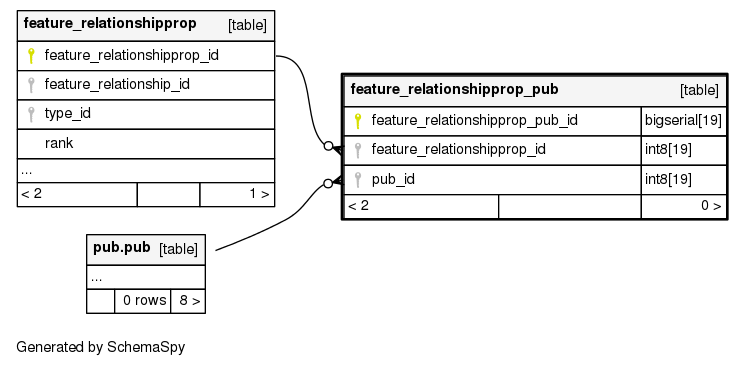 feature_relationshipprop [table]
feature_relationshipprop_id
feature_relationship_id
type_id
rank
...
< 2 1 >
feature_relationshipprop_pub [table]
feature_relationshipprop_pub_id bigserial[19]
feature_relationshipprop_id int8[19]
pub_id int8[19]
< 2 0 >
pub.pub [table]
...
0 rows 8 >
Generated by SchemaSpy